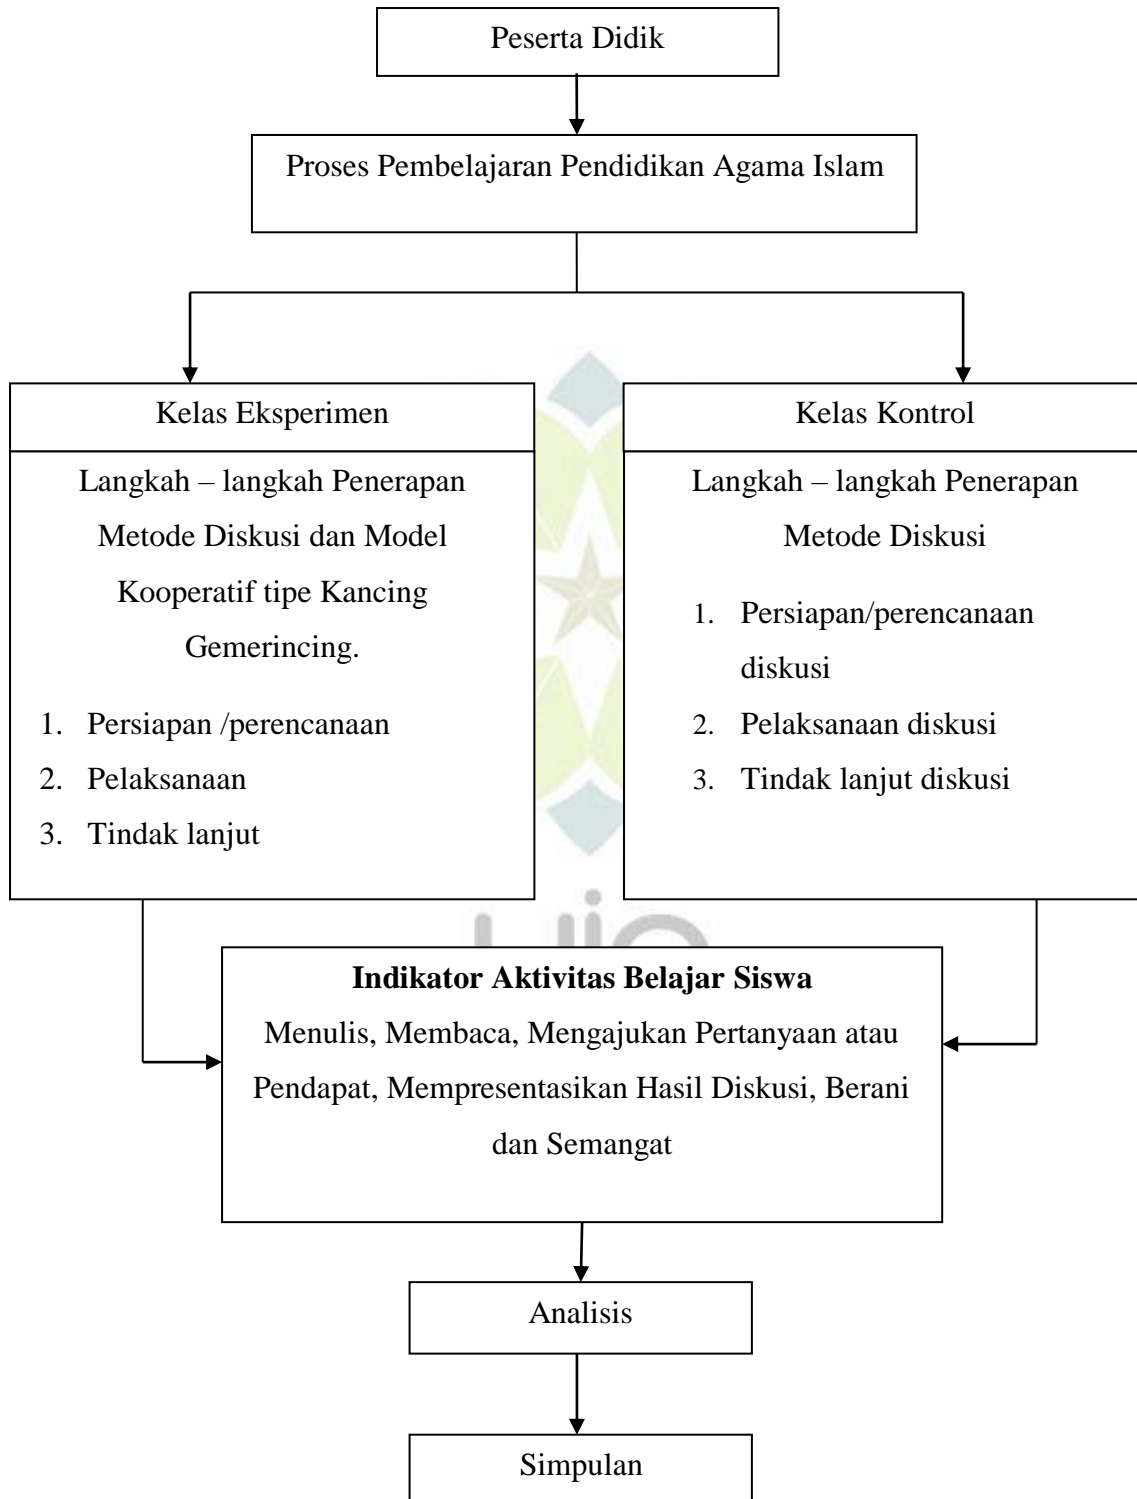 Peserta Didik
Proses Pembelajaran Pendidikan Agama Islam
Kelas Eksperimen
Langkah – langkah Penerapan
Metode Diskusi dan Model
Kooperatif tipe Kancing
Gemerincing.
1. Persiapan /perencanaan
2. Pelaksanaan
3. Tindak lanjut
Kelas Kontrol
Langkah – langkah Penerapan
Metode Diskusi
1. Persiapan/perencanaan
diskusi
2. Pelaksanaan diskusi
3. Tindak lanjut diskusi
Indikator Aktivitas Belajar Siswa
Menulis, Membaca, Mengajukan Pertanyaan atau
Pendapat, Mempresentasikan Hasil Diskusi, Berani
dan Semangat
Analisis
Simpulan